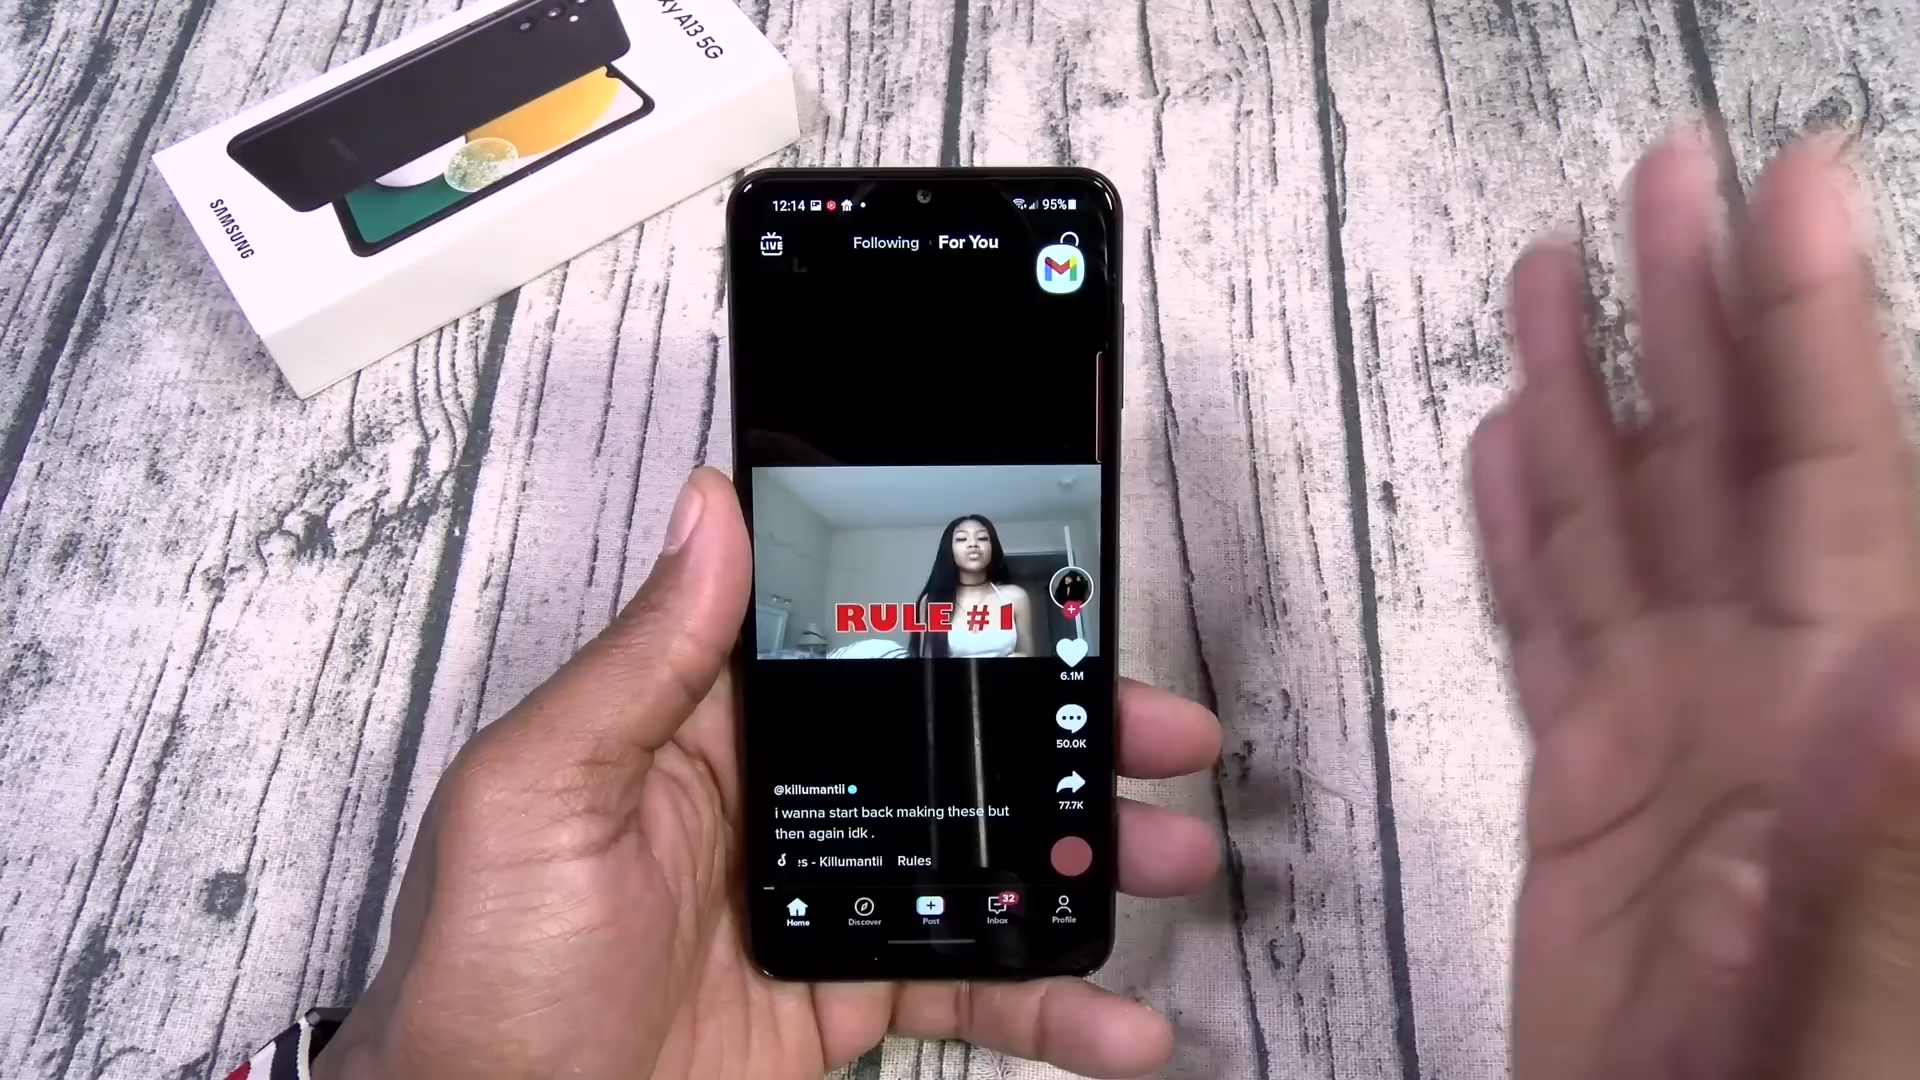 A13 5G
SAMSUNG
12:14
95%
LIVE
Following
For You
RULE #1
6.1M
50.0K
77.7K
@killumantii
i wanna start back making these but
then again idk .
es - Killumantii Rules
Home
Discover
Post
32
Inbox
Profile